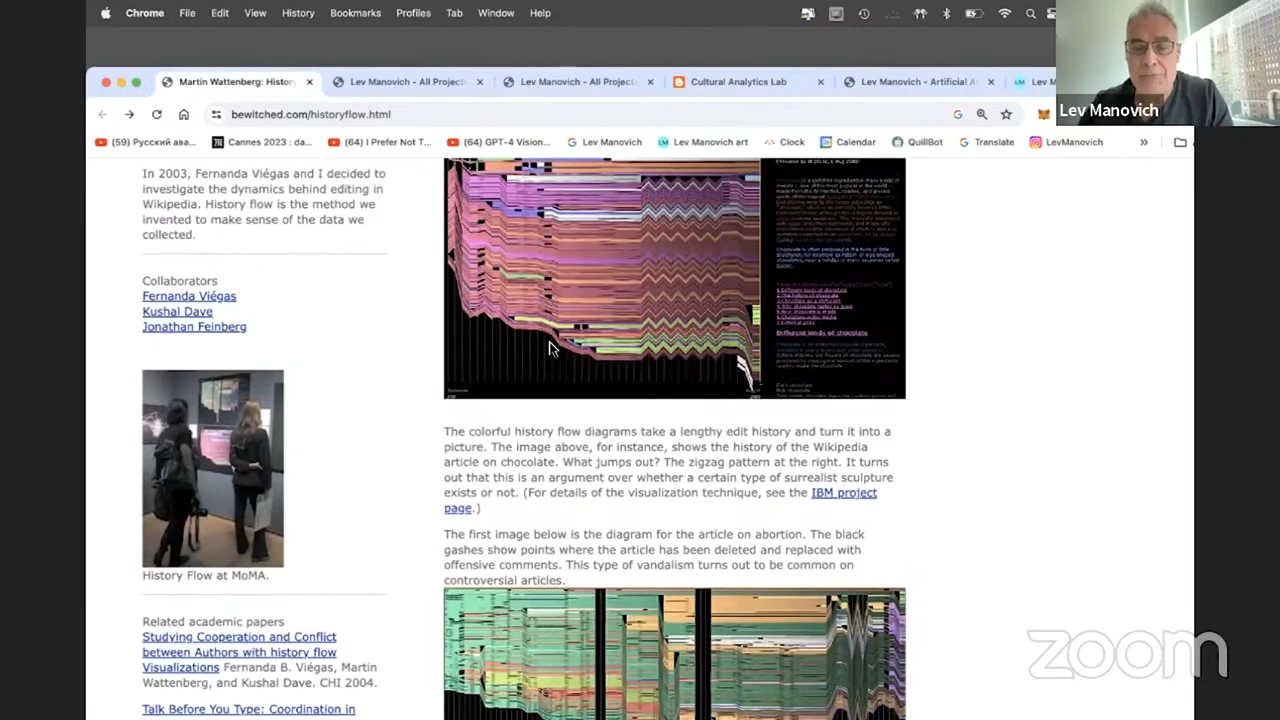 Chrome File Edit View History Bookmarks Profiles Tab Window Help
Martin Wattenberg: Histor
Lev Manovich - All Project
Lev Manovich - All Project
Cultural Analytics Lab
Lev Manovich - Artificial A
Lev M
bewitched.com/historyflow.html
(59) Русский ава...
Cannes 2023 : da...
(64) I Prefer Not T...
(64) GPT-4 Vision...
Lev Manovich
Lev Manovich art
Clock
Calendar
QuillBot
Translate
LevManovich
Lev Manovich
In 2003, Fernanda Viégas and I decided to
investigate the dynamics behind editing in
Wikipedia. History flow is the method we
invented to make sense of the data we
collected.
Collaborators
Fernanda Viégas
Kushal Dave
Jonathan Feinberg
History Flow at MoMA.
Related academic papers
Studying Cooperation and Conflict
between Authors with history flow
Visualizations Fernanda B. Viégas, Martin
Wattenberg, and Kushal Dave. CHI 2004.
Talk Before You Type: Coordination in
Different kinds of chocolate
The colorful history flow diagrams take a lengthy edit history and turn it into a
picture. The image above, for instance, shows the history of the Wikipedia
article on chocolate. What jumps out? The zigzag pattern at the right. It turns
out that this is an argument over whether a certain type of surrealist sculpture
exists or not. (For details of the visualization technique, see the IBM project
page.)
The first image below is the diagram for the article on abortion. The black
gashes show points where the article has been deleted and replaced with
offensive comments. This type of vandalism turns out to be common on
controversial articles.
zoom